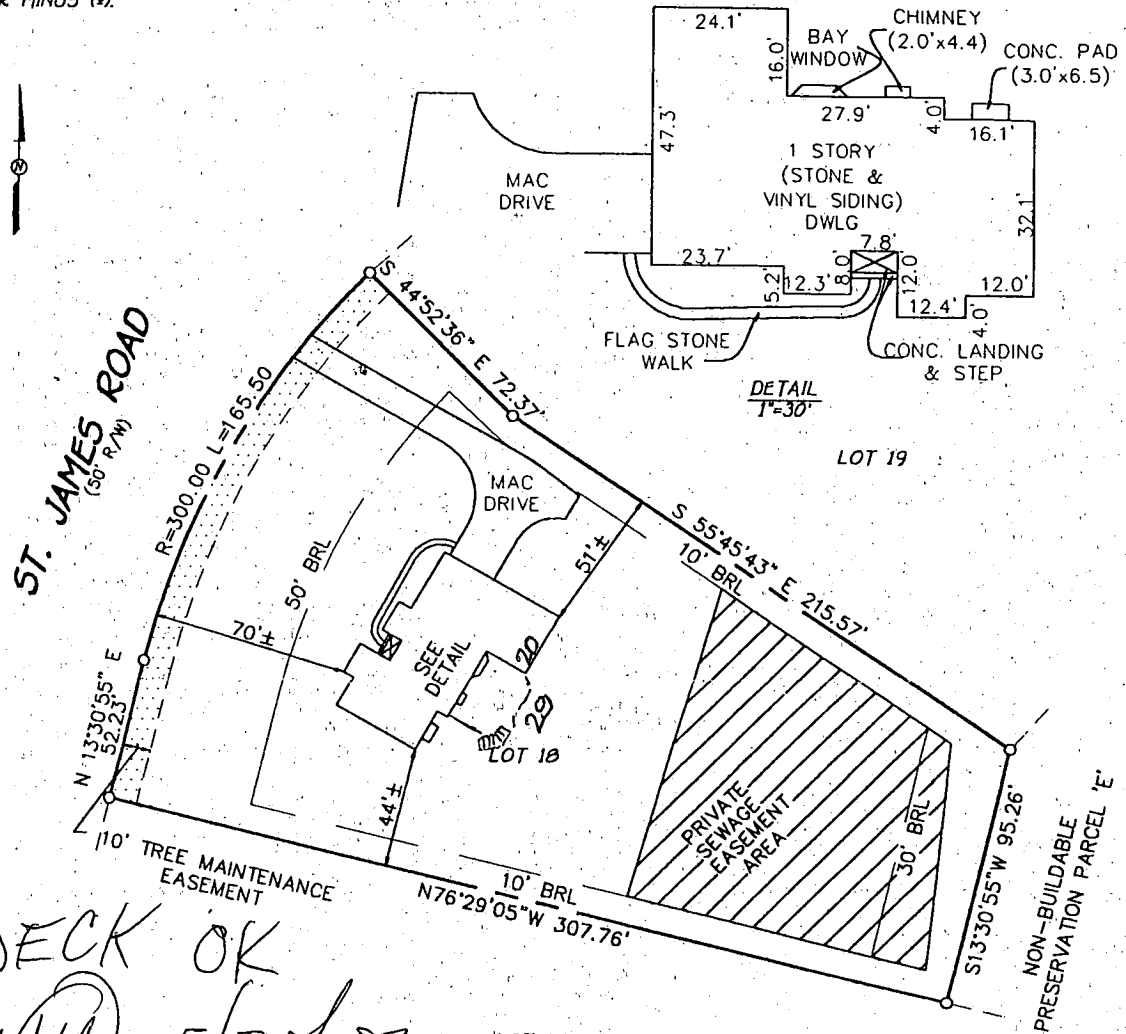 MINUS (±).
24.1'
BAY
WINDOW
CHIMNEY
(2.0'x4.4)
CONC. PAD
(3.0'x6.5)
16.0'
27.9'
4.0'
16.1'
47.3'
MAC
DRIVE
1 STORY
(STONE &
VINYL SIDING)
DWLG
32.1'
23.7'
5.2'
12.3'
8.0'
7.8'
12.0
12.4'
12.0'
4.0'
FLAG STONE
WALK
CONC. LANDING
& STEP
DETAIL
1"=30'
LOT 19
N
ST. JAMES ROAD
(50' R/W)
R=300.00 L=165.50
S 44°52'36" E 72.37'
MAC
DRIVE
50' BRL
51'±
S 55°45'43" E 215.57'
10' BRL
70'±
SEE
DETAIL
20
29
LOT 18
N 13°30'55" E
52.23'
44'±
PRIVATE
SEWAGE
EASEMENT
AREA
30' BRL
S13°30'55"W 95.26'
NON-BUILDABLE
PRESERVATION PARCEL 'E'
10' TREE MAINTENANCE
EASEMENT
10' BRL
N76°29'05"W 307.76'
DECK OK